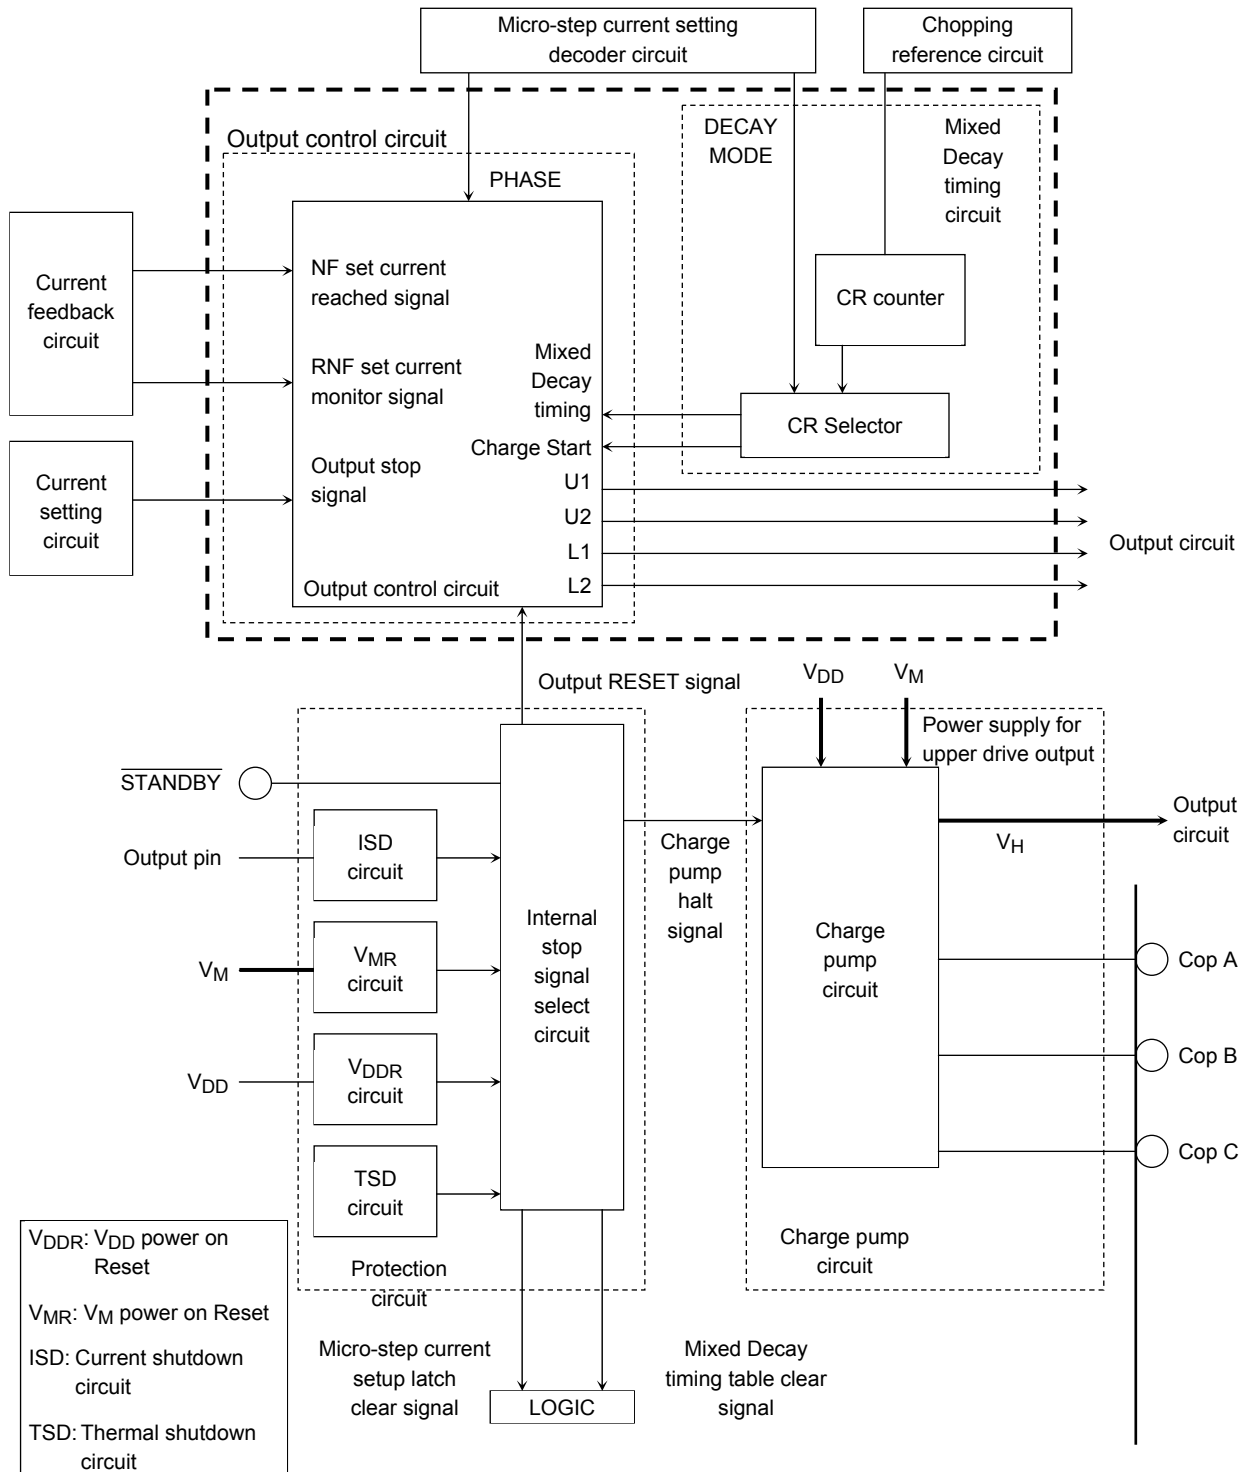 Micro-step current setting
decoder circuit
Chopping
reference circuit
Output control circuit
DECAY
MODE
Mixed
Decay
timing
circuit
PHASE
Current
feedback
circuit
NF set current
reached signal
RNF set current
monitor signal
Mixed
Decay
timing
CR counter
CR Selector
Charge Start
Current
setting
circuit
Output stop
signal
U1
U2
L1
L2
Output circuit
Output control circuit
Output RESET signal
VDD
VM
Power supply for
upper drive output
STANDBY
Output pin
ISD
circuit
VM
VMR
circuit
VDD
VDDR
circuit
TSD
circuit
Internal
stop
signal
select
circuit
Charge
pump
halt
signal
Charge
pump
circuit
VH
Output
circuit
Cop A
Cop B
Cop C
Protection
circuit
Charge pump
circuit
VDDR: VDD power on
Reset
VMR: VM power on Reset
ISD: Current shutdown
circuit
TSD: Thermal shutdown
circuit
Micro-step current
setup latch
clear signal
LOGIC
Mixed Decay
timing table clear
signal